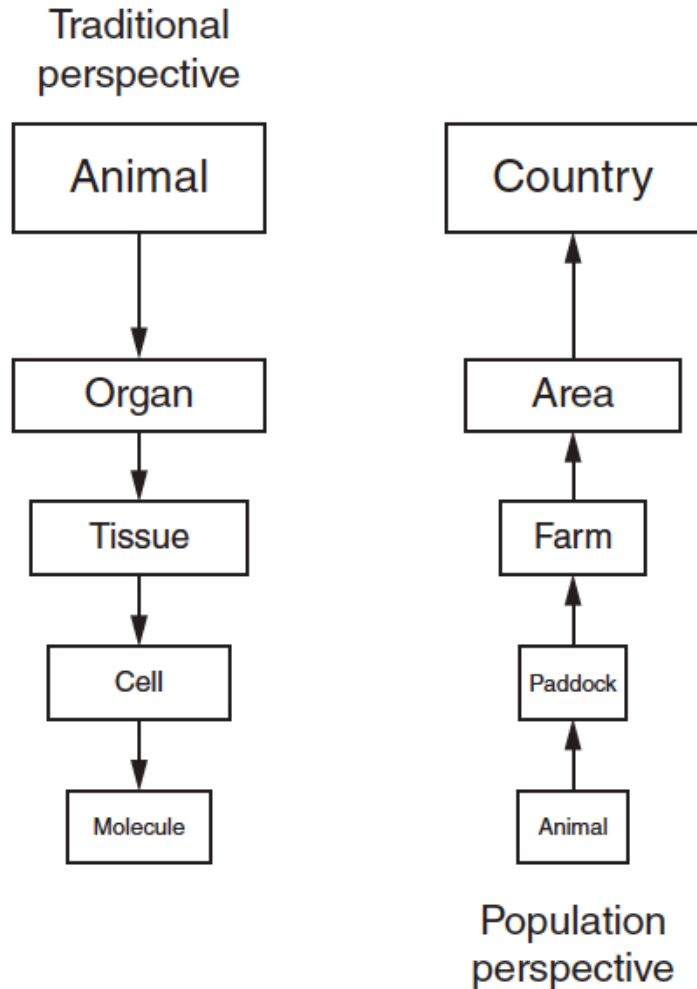 Traditional
perspective
Animal
Organ
Tissue
Cell
Molecule
Country
Area
Farm
Paddock
Animal
Population
perspective